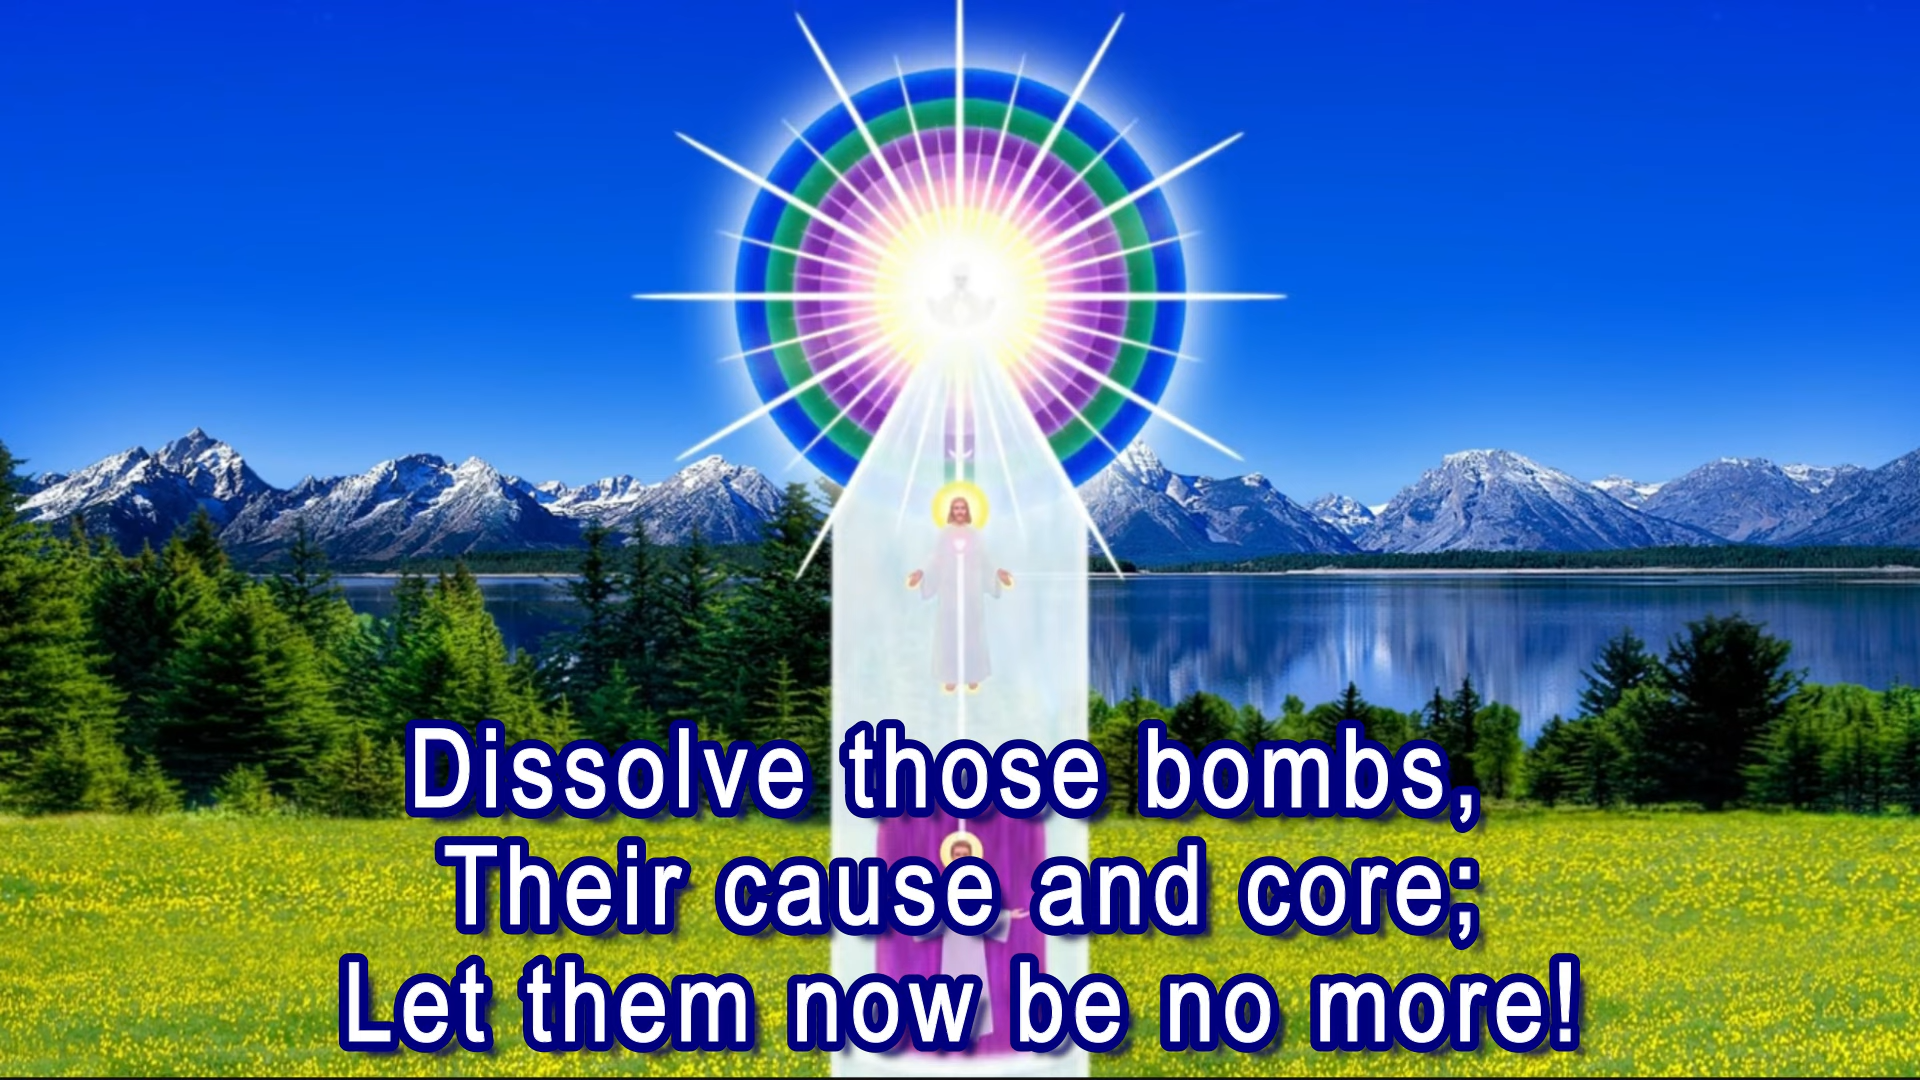 Dissolve those bombs,
Their cause and core;
Let them now be no more!